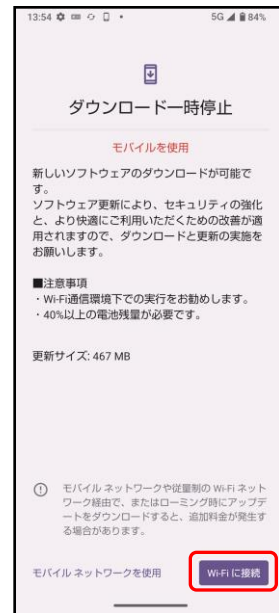 13:54 5G 84%
ダウンロード一時停止
モバイルを使用
新しいソフトウェアのダウンロードが可能で
す。
ソフトウェア更新により、セキュリティの強化
と、より快適にご利用いただくための改善が適
用されますので、ダウンロードと更新の実施を
お願いします。
■注意事項
・Wi-Fi通信環境下での実行をお勧めします。
・40%以上の電池残量が必要です。
更新サイズ: 467 MB
モバイル ネットワークや従量制の Wi-Fi ネット
ワーク経由で、またはローミング時にアップデ
ートをダウンロードすると、追加料金が発生す
る場合があります。
モバイル ネットワークを使用 Wi-Fi に接続